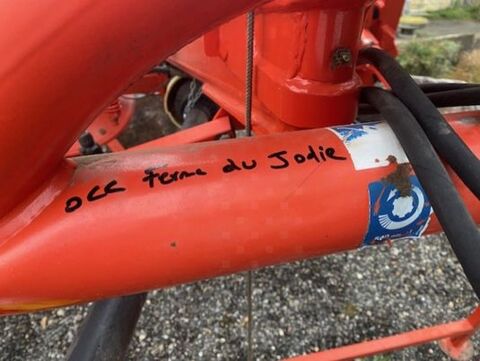 occ ferme du Jodie